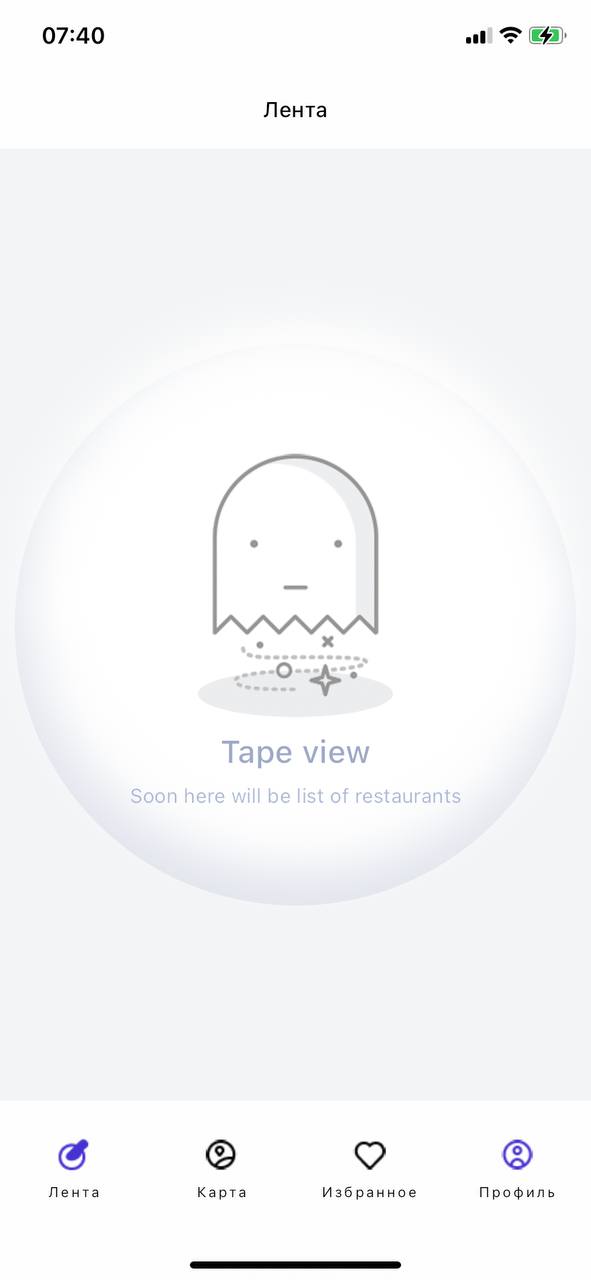 07:40
Лента
Tape view
Soon here will be list of restaurants
Лента Карта Избранное Профиль